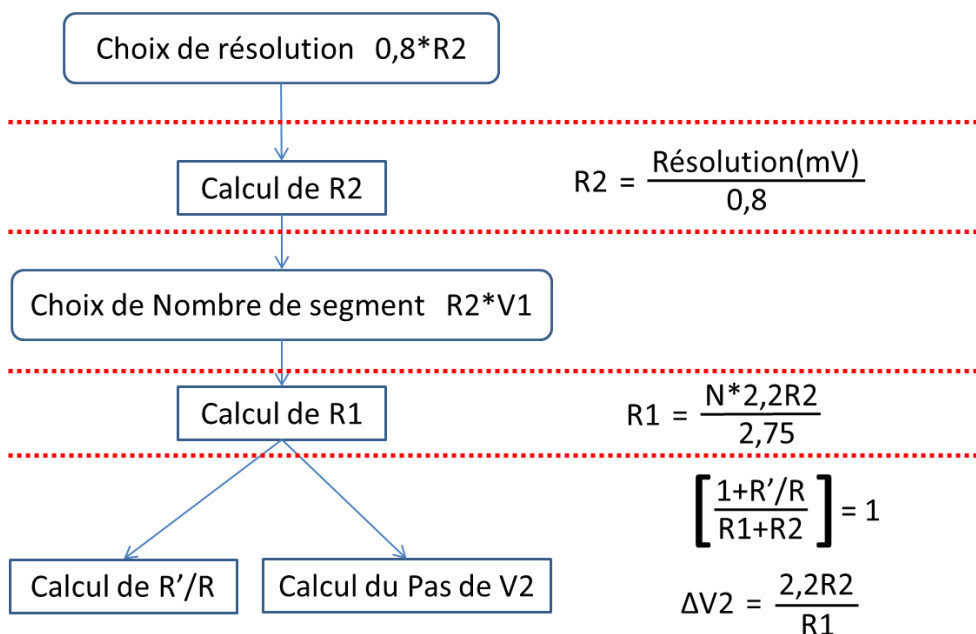 Choix de résolution 0,8*R2
Calcul de R2
R2 = Résolution(mV)
0,8
Choix de Nombre de segment R2*V1
Calcul de R1
R1 = N*2,2R2
2,75
[1+R’/R
R1+R2] = 1
Calcul de R’/R
Calcul du Pas de V2
ΔV2 = 2,2R2
R1